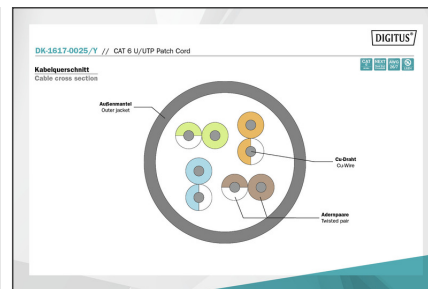 DIGITUS®
DK-1617-0025/Y // CAT 6 U/UTP Patch Cord
Kabelquerschnitt
Cable cross section
Außenmantel
Outer jacket
Cu-Draht
Cu-Wire
Adernpaare
Twisted pair